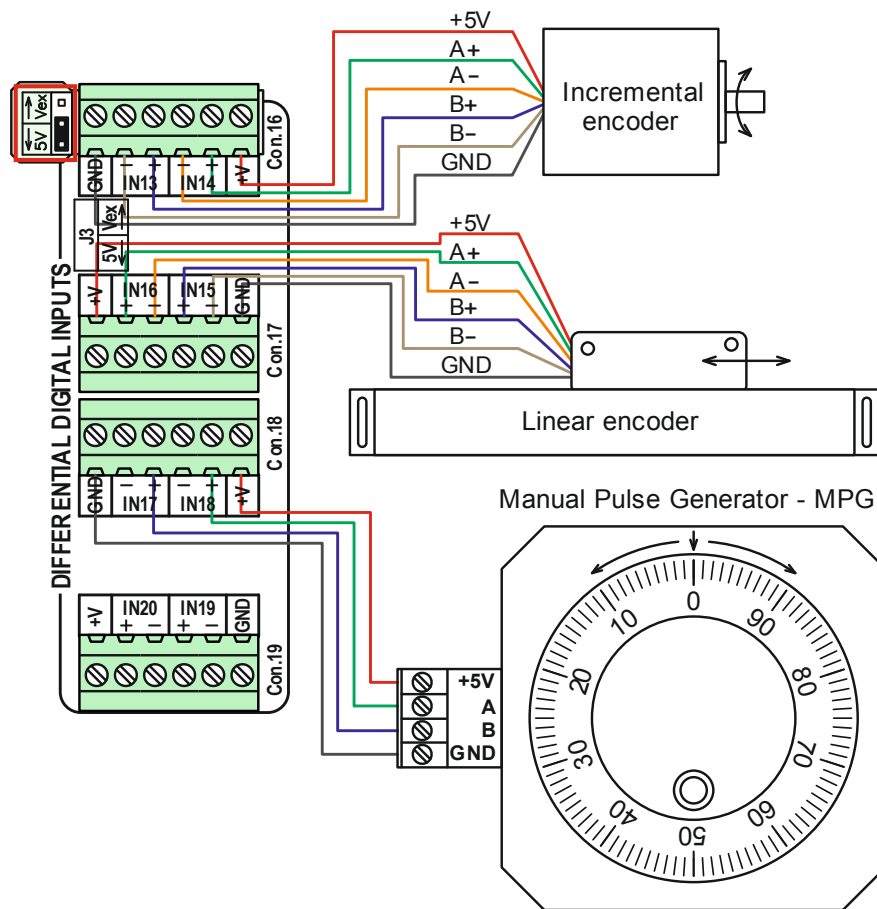 +5V
A+
A−
B+
B−
GND
Incremental
encoder
5V Vex
Con.16
GND
− +
IN13
− +
IN14
+V
J3
5V Vex
DIFFERENTIAL DIGITAL INPUTS
+V
IN16
+ −
IN15
+ −
GND
Con.17
+5V
A+
A−
B+
B−
GND
Linear encoder
Con.18
GND
− +
IN17
− +
IN18
+V
Manual Pulse Generator - MPG
+V
IN20
+ −
IN19
+ −
GND
Con.19
+5V
A
B
GND
0
10
20
30
40
50
60
70
80
90